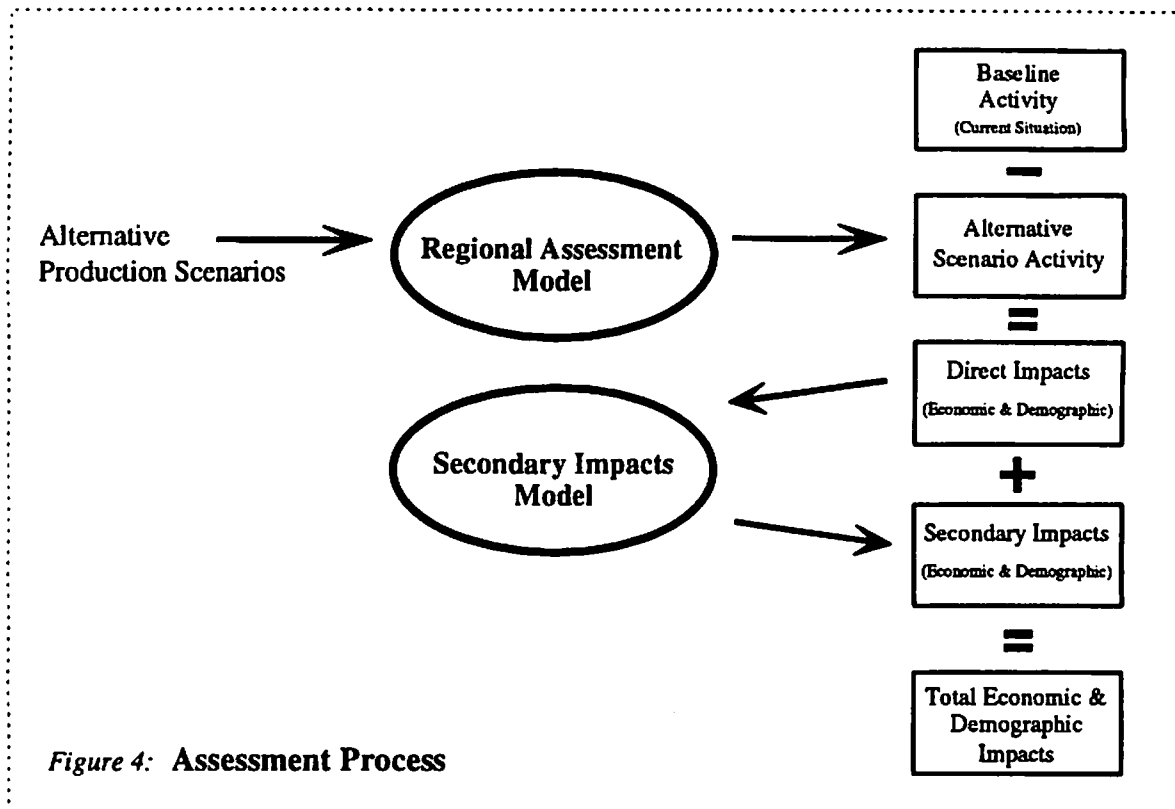 Baseline
Activity
(Current Situation)
−
Alternative
Production Scenarios
Regional Assessment
Model
Alternative
Scenario Activity
=
Direct Impacts
(Economic & Demographic)
+
Secondary Impacts
Model
Secondary Impacts
(Economic & Demographic)
=
Total Economic &
Demographic
Impacts
Figure 4: Assessment Process